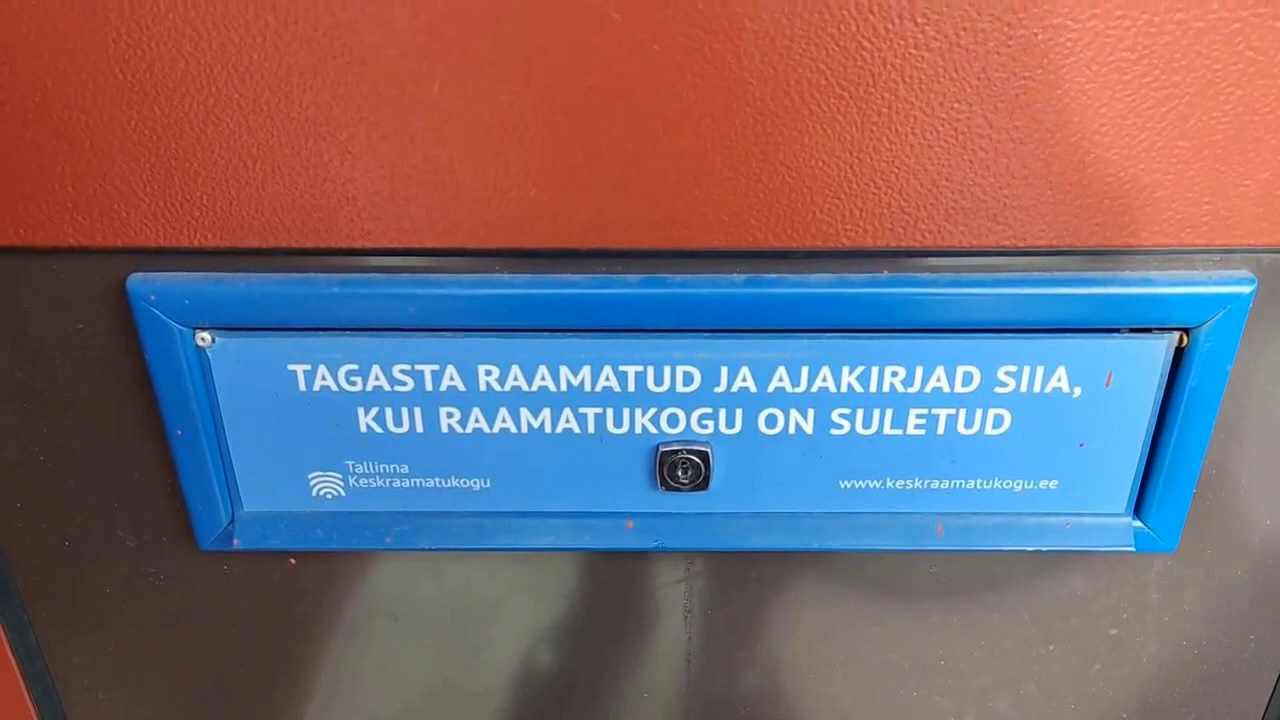 TAGASTA RAAMATUD JA AJAKIRJAD SIIA,
KUI RAAMATUKOGU ON SULETUD
Tallinna
Keskraamatukogu
www.keskraamatukogu.ee